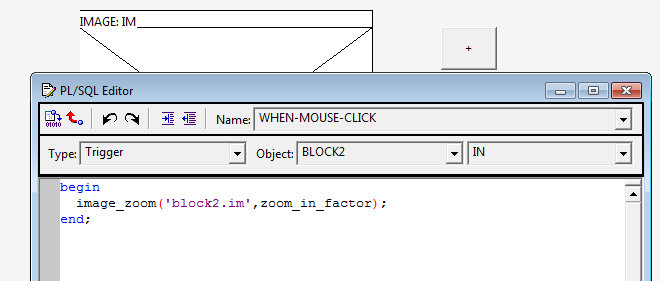 IMAGE: IM
+
PL/SQL Editor
Name: WHEN-MOUSE-CLICK
Type: Trigger Object: BLOCK2 IN
begin
image_zoom('block2.im',zoom_in_factor);
end;